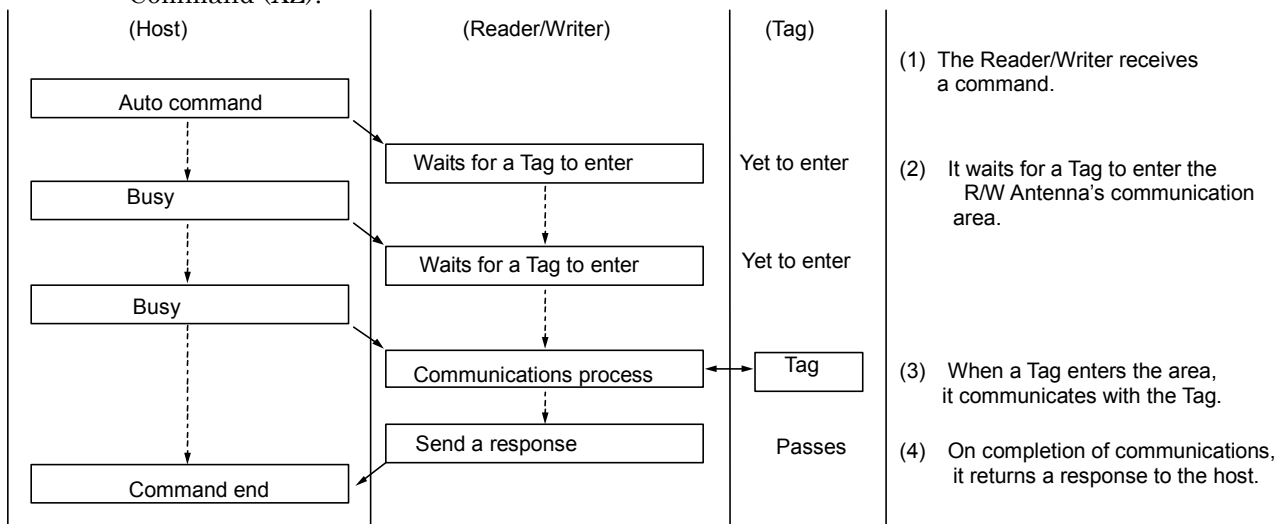 Command (XZ).
(Host) (Reader/Writer) (Tag)
(1) The Reader/Writer receives
a command.
Auto command
Waits for a Tag to enter Yet to enter
(2) It waits for a Tag to enter the
R/W Antenna's communication
area.
Busy
Waits for a Tag to enter Yet to enter
Busy
Communications process Tag
(3) When a Tag enters the area,
it communicates with the Tag.
Send a response Passes
(4) On completion of communications,
it returns a response to the host.
Command end